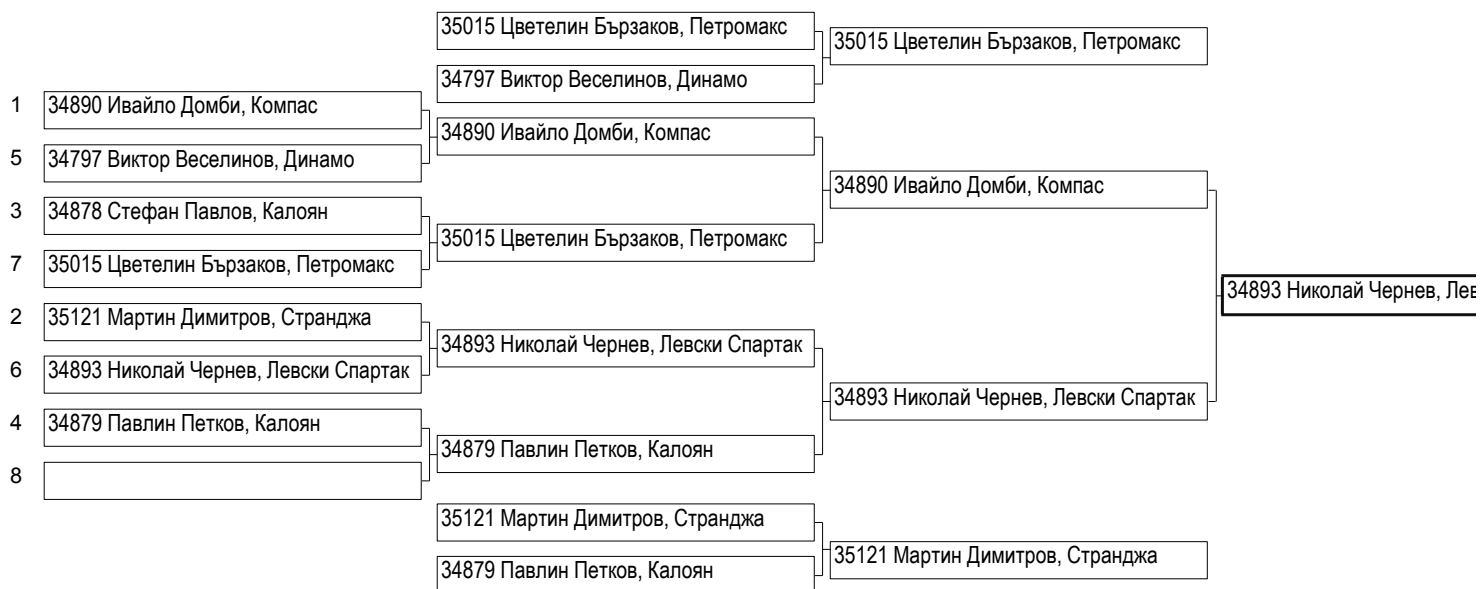 35015 Цветелин Бързаков, Петромакс
35015 Цветелин Бързаков, Петромакс
34797 Виктор Веселинов, Динамо
1 34890 Ивайло Домби, Компас
34890 Ивайло Домби, Компас
5 34797 Виктор Веселинов, Динамо
34890 Ивайло Домби, Компас
3 34878 Стефан Павлов, Калоян
35015 Цветелин Бързаков, Петромакс
7 35015 Цветелин Бързаков, Петромакс
34893 Николай Чернев, Лев
2 35121 Мартин Димитров, Странджа
34893 Николай Чернев, Левски Спартак
6 34893 Николай Чернев, Левски Спартак
34893 Николай Чернев, Левски Спартак
4 34879 Павлин Петков, Калоян
34879 Павлин Петков, Калоян
8
35121 Мартин Димитров, Странджа
35121 Мартин Димитров, Странджа
34879 Павлин Петков, Калоян